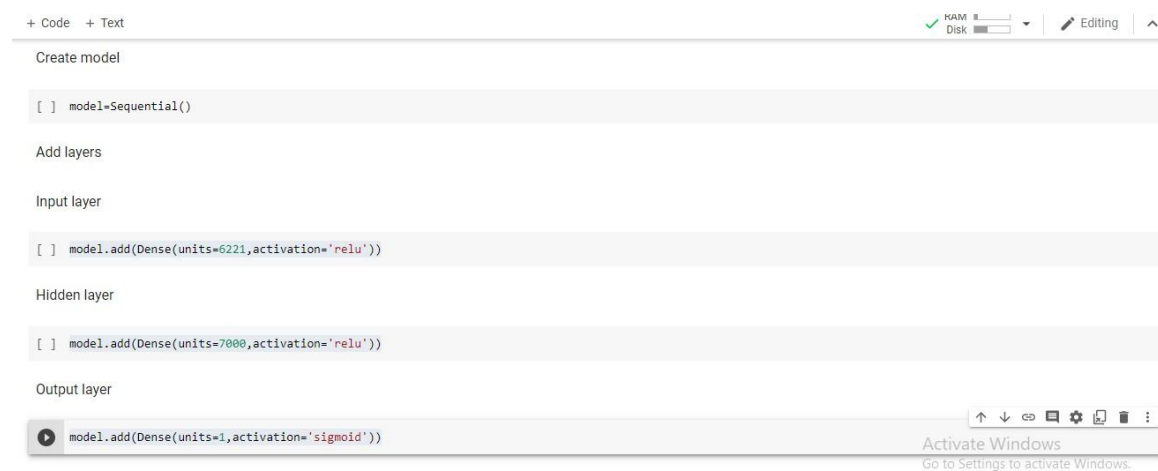 + Code + Text
RAM
Disk
Editing
Create model
[ ] model=Sequential()
Add layers
Input layer
[ ] model.add(Dense(units=6221,activation='relu'))
Hidden layer
[ ] model.add(Dense(units=7000,activation='relu'))
Output layer
model.add(Dense(units=1,activation='sigmoid'))
Activate Windows
Go to Settings to activate Windows.